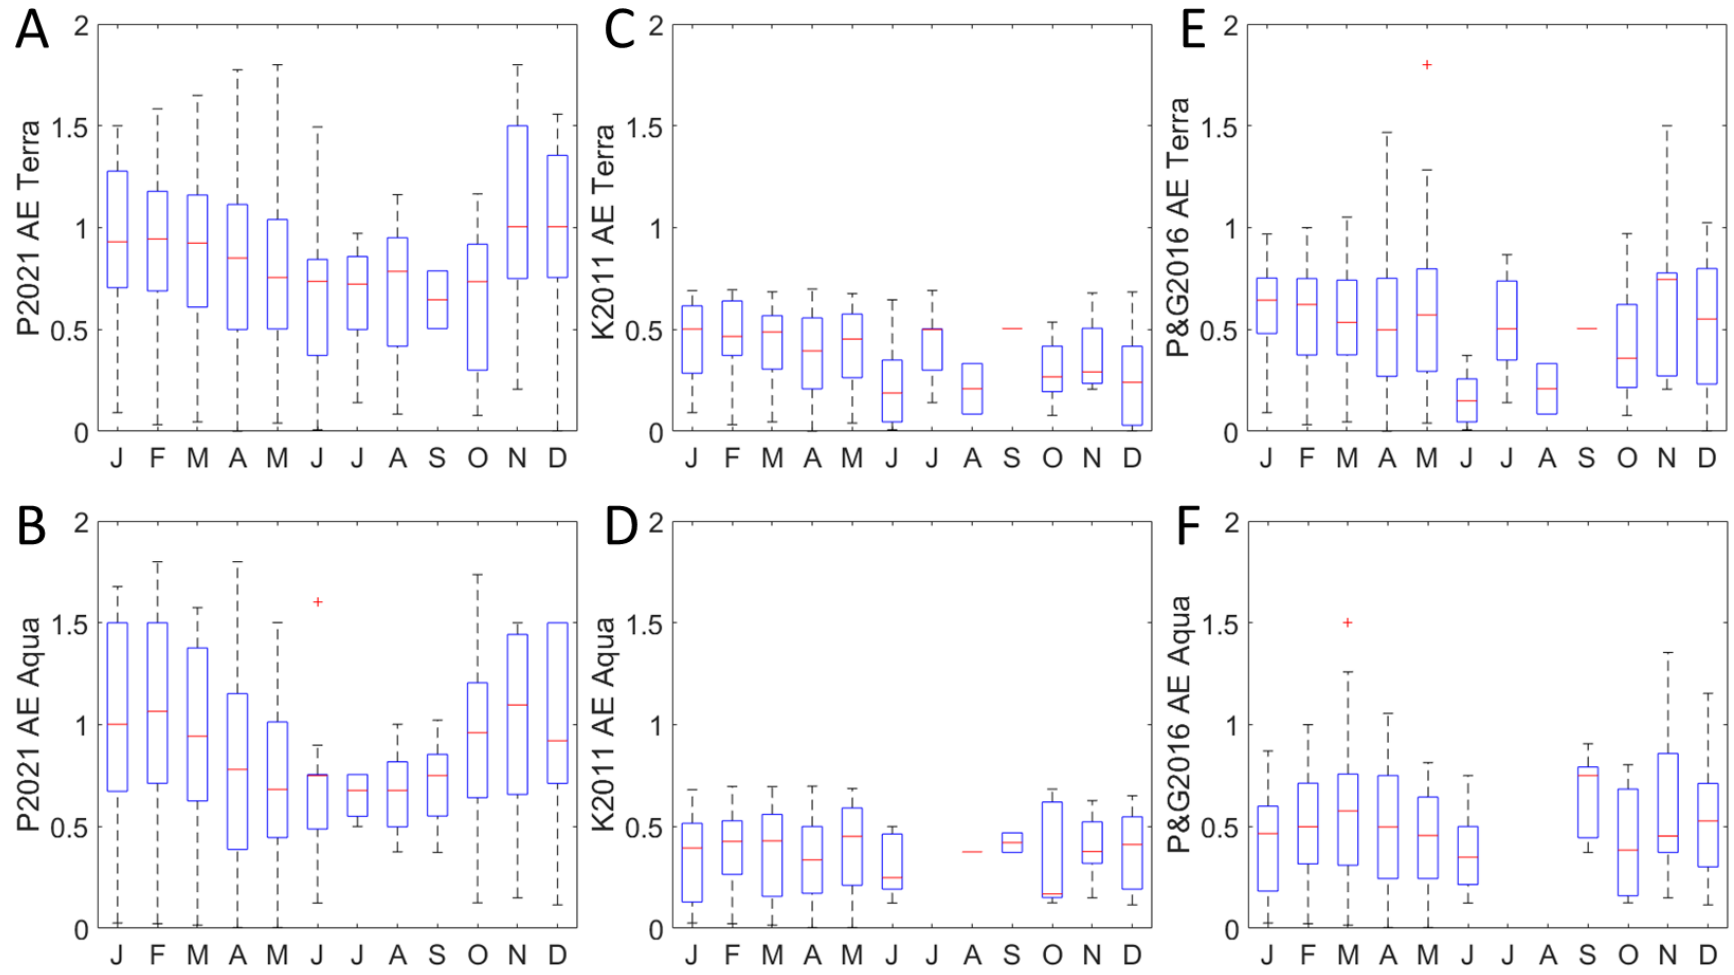 A
P2021 AE Terra
2
1.5
1
0.5
0
J F M A M J J A S O N D
C
K2011 AE Terra
2
1.5
1
0.5
0
J F M A M J J A S O N D
E
P&G2016 AE Terra
2
1.5
1
0.5
0
J F M A M J J A S O N D
B
P2021 AE Aqua
2
1.5
1
0.5
0
J F M A M J J A S O N D
D
K2011 AE Aqua
2
1.5
1
0.5
0
J F M A M J J A S O N D
F
P&G2016 AE Aqua
2
1.5
1
0.5
0
J F M A M J J A S O N D